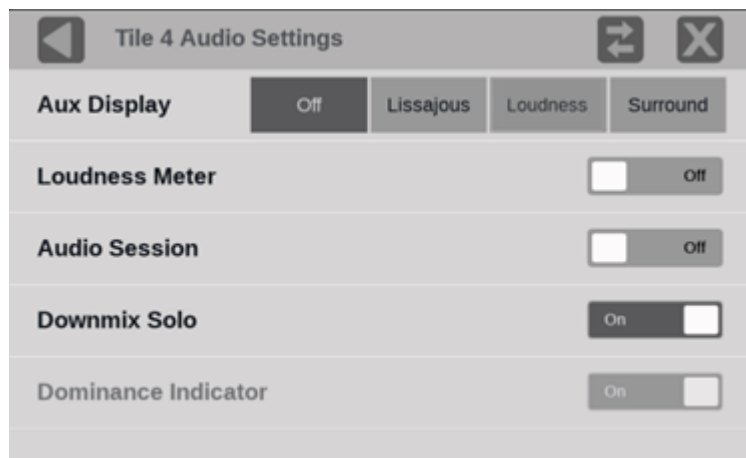 Tile 4 Audio Settings
Aux Display Off Lissajous Loudness Surround
Loudness Meter Off
Audio Session Off
Downmix Solo On
Dominance Indicator On